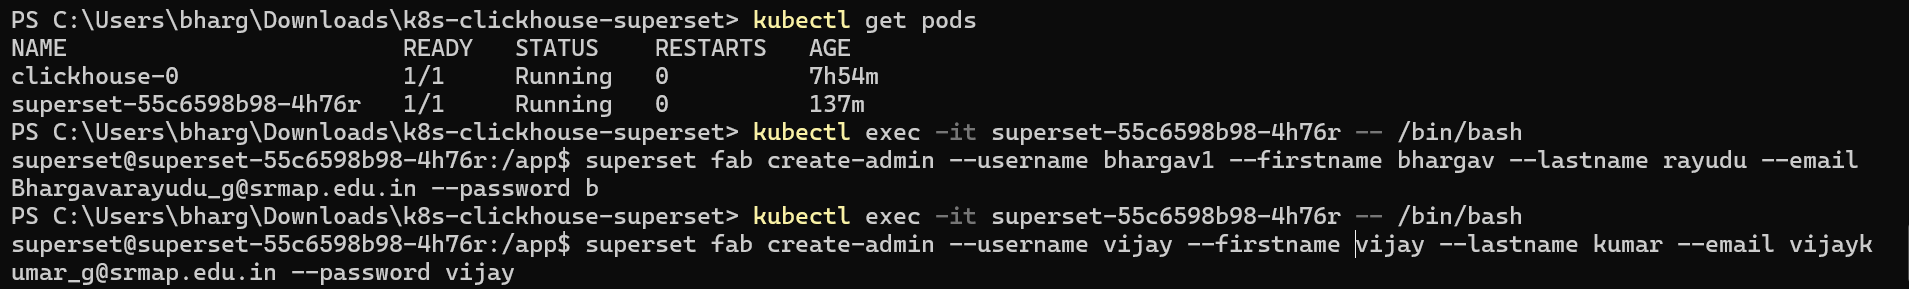 PS C:\Users\bharg\Downloads\k8s-clickhouse-superset> kubectl get pods
NAME                        READY   STATUS    RESTARTS   AGE
clickhouse-0                1/1     Running   0          7h54m
superset-55c6598b98-4h76r   1/1     Running   0          137m
PS C:\Users\bharg\Downloads\k8s-clickhouse-superset> kubectl exec -it superset-55c6598b98-4h76r -- /bin/bash
superset@superset-55c6598b98-4h76r:/app$ superset fab create-admin --username bhargav1 --firstname bhargav --lastname rayudu --email
Bhargavarayudu_g@srmap.edu.in --password b
PS C:\Users\bharg\Downloads\k8s-clickhouse-superset> kubectl exec -it superset-55c6598b98-4h76r -- /bin/bash
superset@superset-55c6598b98-4h76r:/app$ superset fab create-admin --username vijay --firstname vijay --lastname kumar --email vijayk
umar_g@srmap.edu.in --password vijay